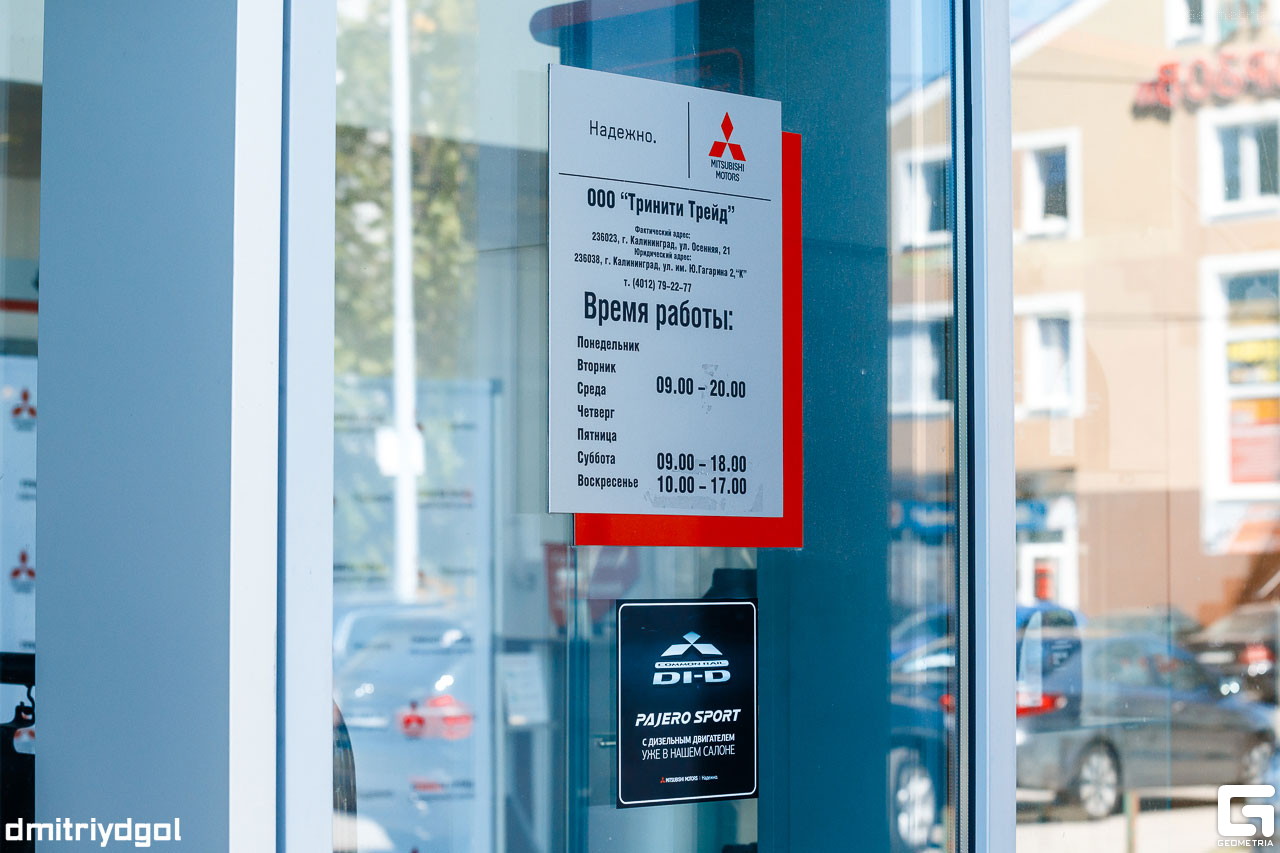 Надежно.
MITSUBISHI
MOTORS
ООО “Тринити Трейд”
Фактический адрес:
236023, г. Калининград, ул. Осенняя, 21
Юридический адрес:
236038, г. Калининград, ул. им. Ю.Гагарина 2,“К”
т. (4012) 79–22–77
Время работы:
Понедельник
Вторник
Среда 09.00 – 20.00
Четверг
Пятница
Суббота 09.00 – 18.00
Воскресенье 10.00 – 17.00
COMMON RAIL
DI-D
PAJERO SPORT
С ДИЗЕЛЬНЫМ ДВИГАТЕЛЕМ
УЖЕ В НАШЕМ САЛОНЕ
MITSUBISHI MOTORS | Надежно.
dmitriydgol
GEOMETRIA